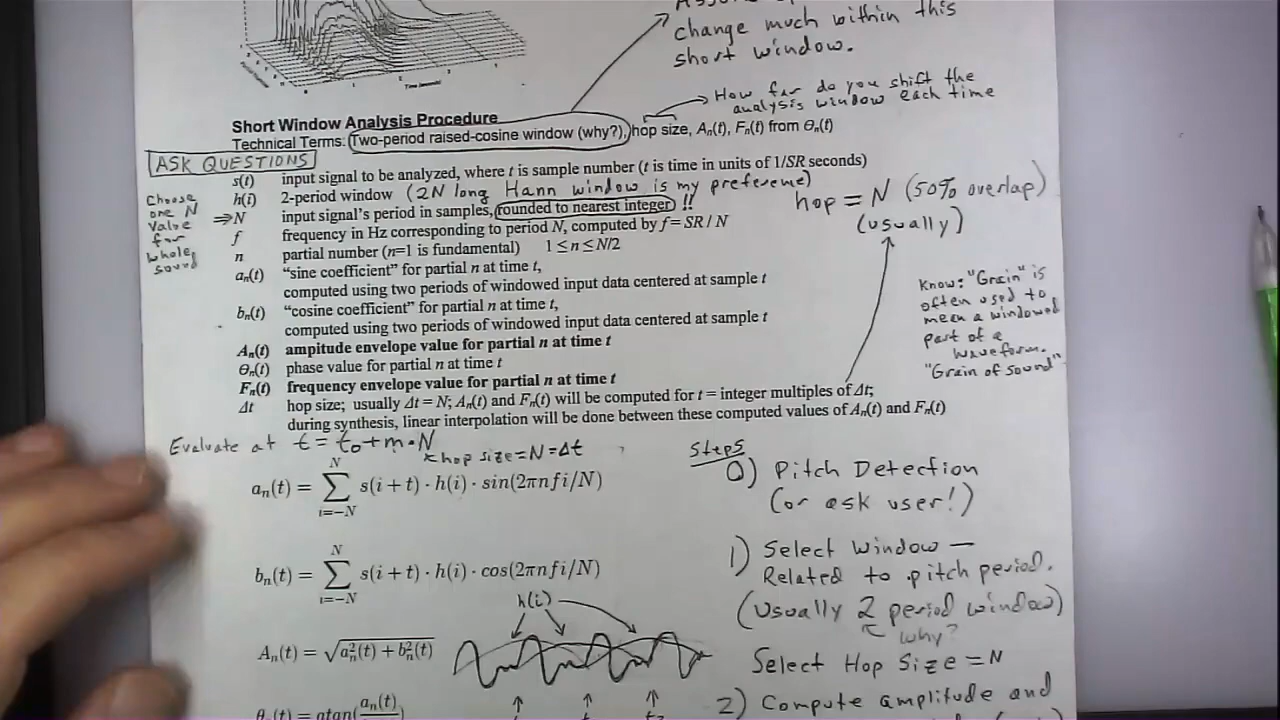 change much within this
short window.
How far do you shift the
analysis window each time
Short Window Analysis Procedure
Technical Terms: Two-period raised-cosine window (why?), hop size, Aₙ(t), Fₙ(t) from Θₙ(t)
ASK QUESTIONS
s(t) input signal to be analyzed, where t is sample number (t is time in units of 1/SR seconds)
h(i) 2-period window (2N long Hann window is my preference)
Choose
one N
Value
for
whole
sound
⇒N input signal's period in samples, rounded to nearest integer !!
f frequency in Hz corresponding to period N, computed by f= SR / N
n partial number (n=1 is fundamental) 1 ≤ n ≤ N/2
aₙ(t) "sine coefficient" for partial n at time t,
computed using two periods of windowed input data centered at sample t
bₙ(t) "cosine coefficient" for partial n at time t,
computed using two periods of windowed input data centered at sample t
Aₙ(t) amplitude envelope value for partial n at time t
Θₙ(t) phase value for partial n at time t
Fₙ(t) frequency envelope value for partial n at time t
Δt hop size; usually Δt = N; Aₙ(t) and Fₙ(t) will be computed for t = integer multiples of Δt;
during synthesis, linear interpolation will be done between these computed values of Aₙ(t) and Fₙ(t)
hop = N (50% overlap)
(usually)
Know: "Grain" is
often used to
mean a windowed
part of a
waveform.
"Grain of sound"
Evaluate at t = t₀ + m · N
hop size = N = Δt
aₙ(t) = ∑ᵢ₌₋ₙᴺ s(i + t) · h(i) · sin(2πnfi/N)
bₙ(t) = ∑ᵢ₌₋ₙᴺ s(i + t) · h(i) · cos(2πnfi/N)
h(i)
Aₙ(t) = √(aₙ²(t) + bₙ²(t))
Steps
0) Pitch Detection
(or ask user!)
1) Select Window —
Related to pitch period.
(Usually 2 period window)
why?
Select Hop Size = N
2) Compute amplitude and